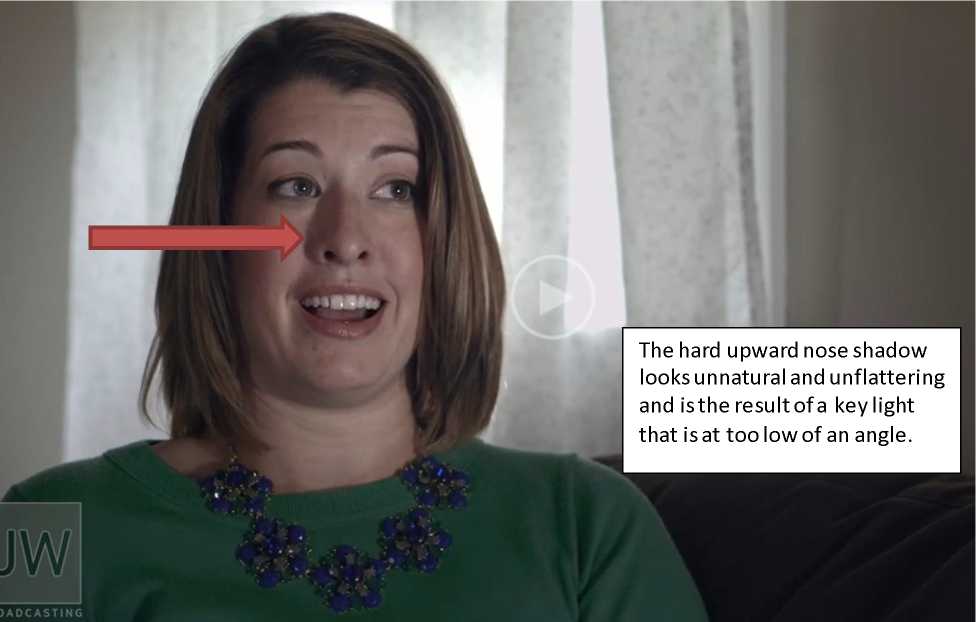 The hard upward nose shadow
looks unnatural and unflattering
and is the result of a key light
that is at too low of an angle.
JW
OADCASTING